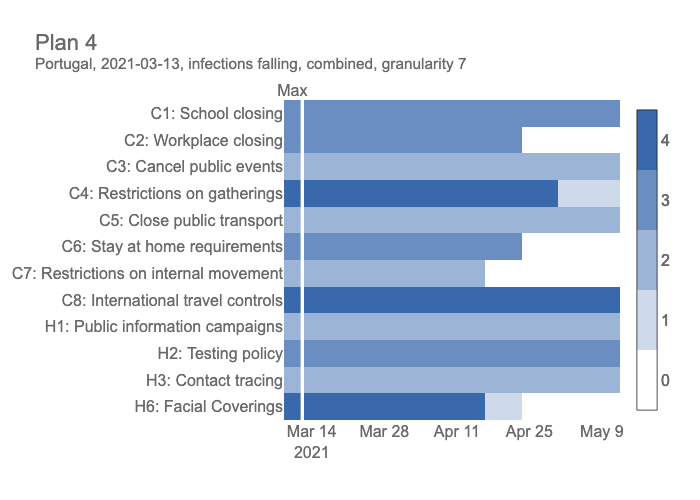 Plan 4
Portugal, 2021-03-13, infections falling, combined, granularity 7
Max
C1: School closing
C2: Workplace closing
C3: Cancel public events
C4: Restrictions on gatherings
C5: Close public transport
C6: Stay at home requirements
C7: Restrictions on internal movement
C8: International travel controls
H1: Public information campaigns
H2: Testing policy
H3: Contact tracing
H6: Facial Coverings
4
3
2
1
0
Mar 14 Mar 28 Apr 11 Apr 25 May 9
2021